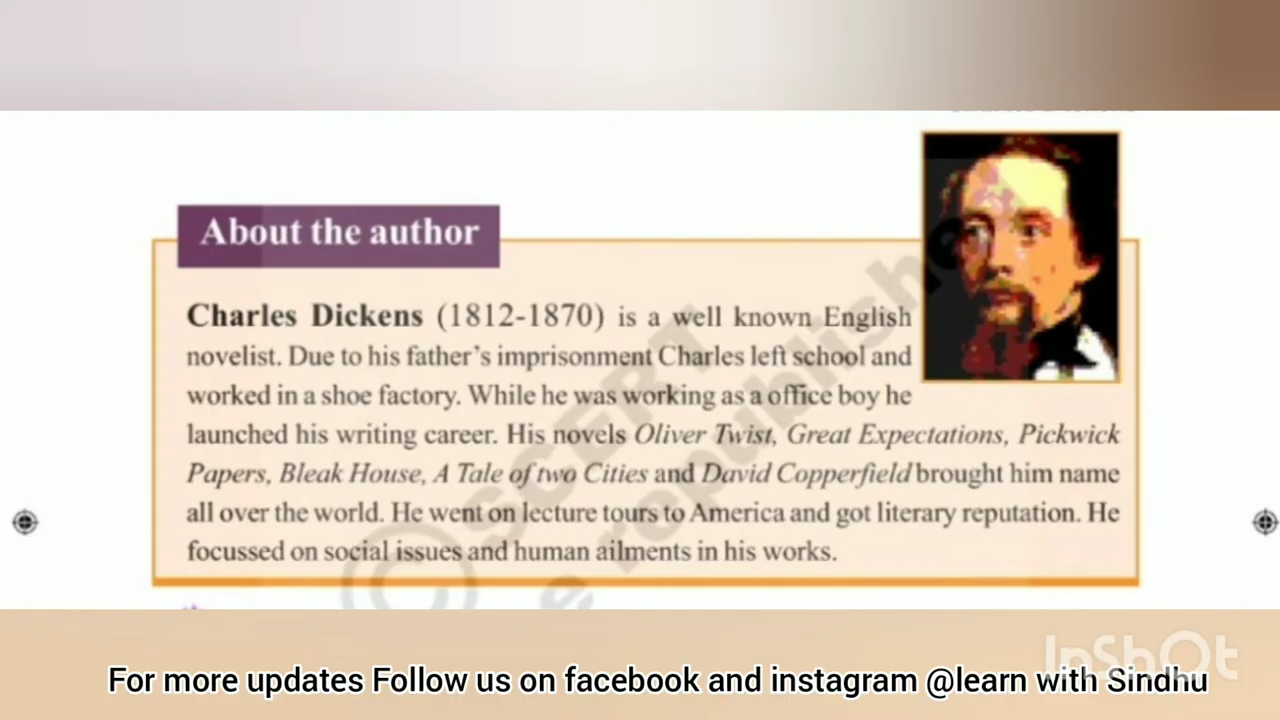 About the author
Charles Dickens (1812-1870) is a well known English
novelist. Due to his father's imprisonment Charles left school and
worked in a shoe factory. While he was working as a office boy he
launched his writing career. His novels Oliver Twist, Great Expectations, Pickwick
Papers, Bleak House, A Tale of two Cities and David Copperfield brought him name
all over the world. He went on lecture tours to America and got literary reputation. He
focussed on social issues and human ailments in his works.
© SCERT
e republishe
InShOt
For more updates Follow us on facebook and instagram @learn with Sindhu